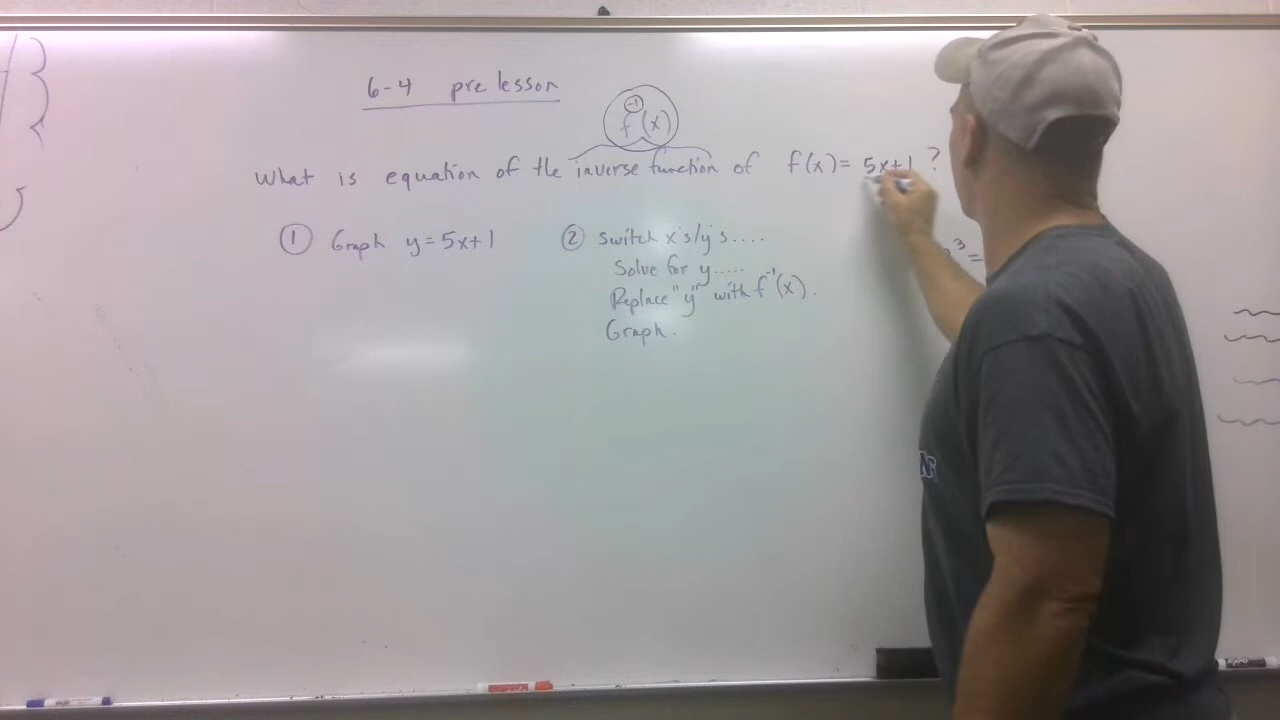 6-4 pre lesson
f⁻¹(x)
What is equation of the inverse function of f(x) = 5x+1 ?
① Graph y = 5x+1
② Switch x's/y's....
Solve for y.....
Replace "y" with f⁻¹(x).
Graph.
3 =